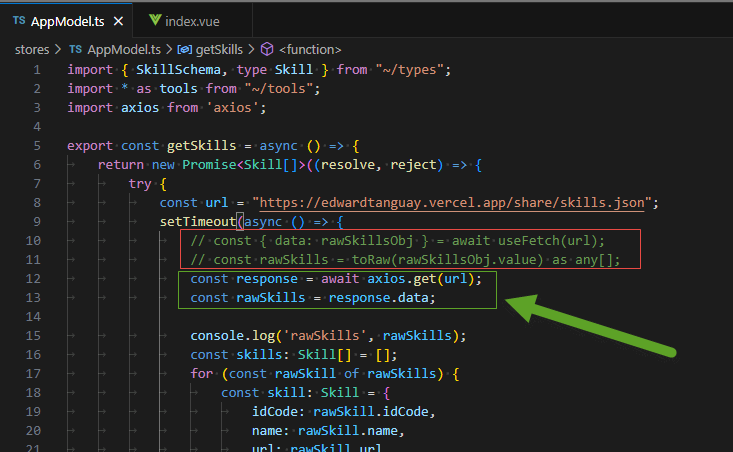 TS AppModel.ts × index.vue
stores > TS AppModel.ts > getSkills > <function>
1 import { SkillSchema, type Skill } from "~/types";
2 import * as tools from "~/tools";
3 import axios from 'axios';
4
5 export const getSkills = async () => {
6 return new Promise<Skill[]>((resolve, reject) => {
7 try {
8 const url = "https://edwardtanguay.vercel.app/share/skills.json";
9 setTimeout(async () => {
10 // const { data: rawSkillsObj } = await useFetch(url);
11 // const rawSkills = toRaw(rawSkillsObj.value) as any[];
12 const response = await axios.get(url);
13 const rawSkills = response.data;
14
15 console.log('rawSkills', rawSkills);
16 const skills: Skill[] = [];
17 for (const rawSkill of rawSkills) {
18 const skill: Skill = {
19 idCode: rawSkill.idCode,
20 name: rawSkill.name,
21 url: rawSkill.url